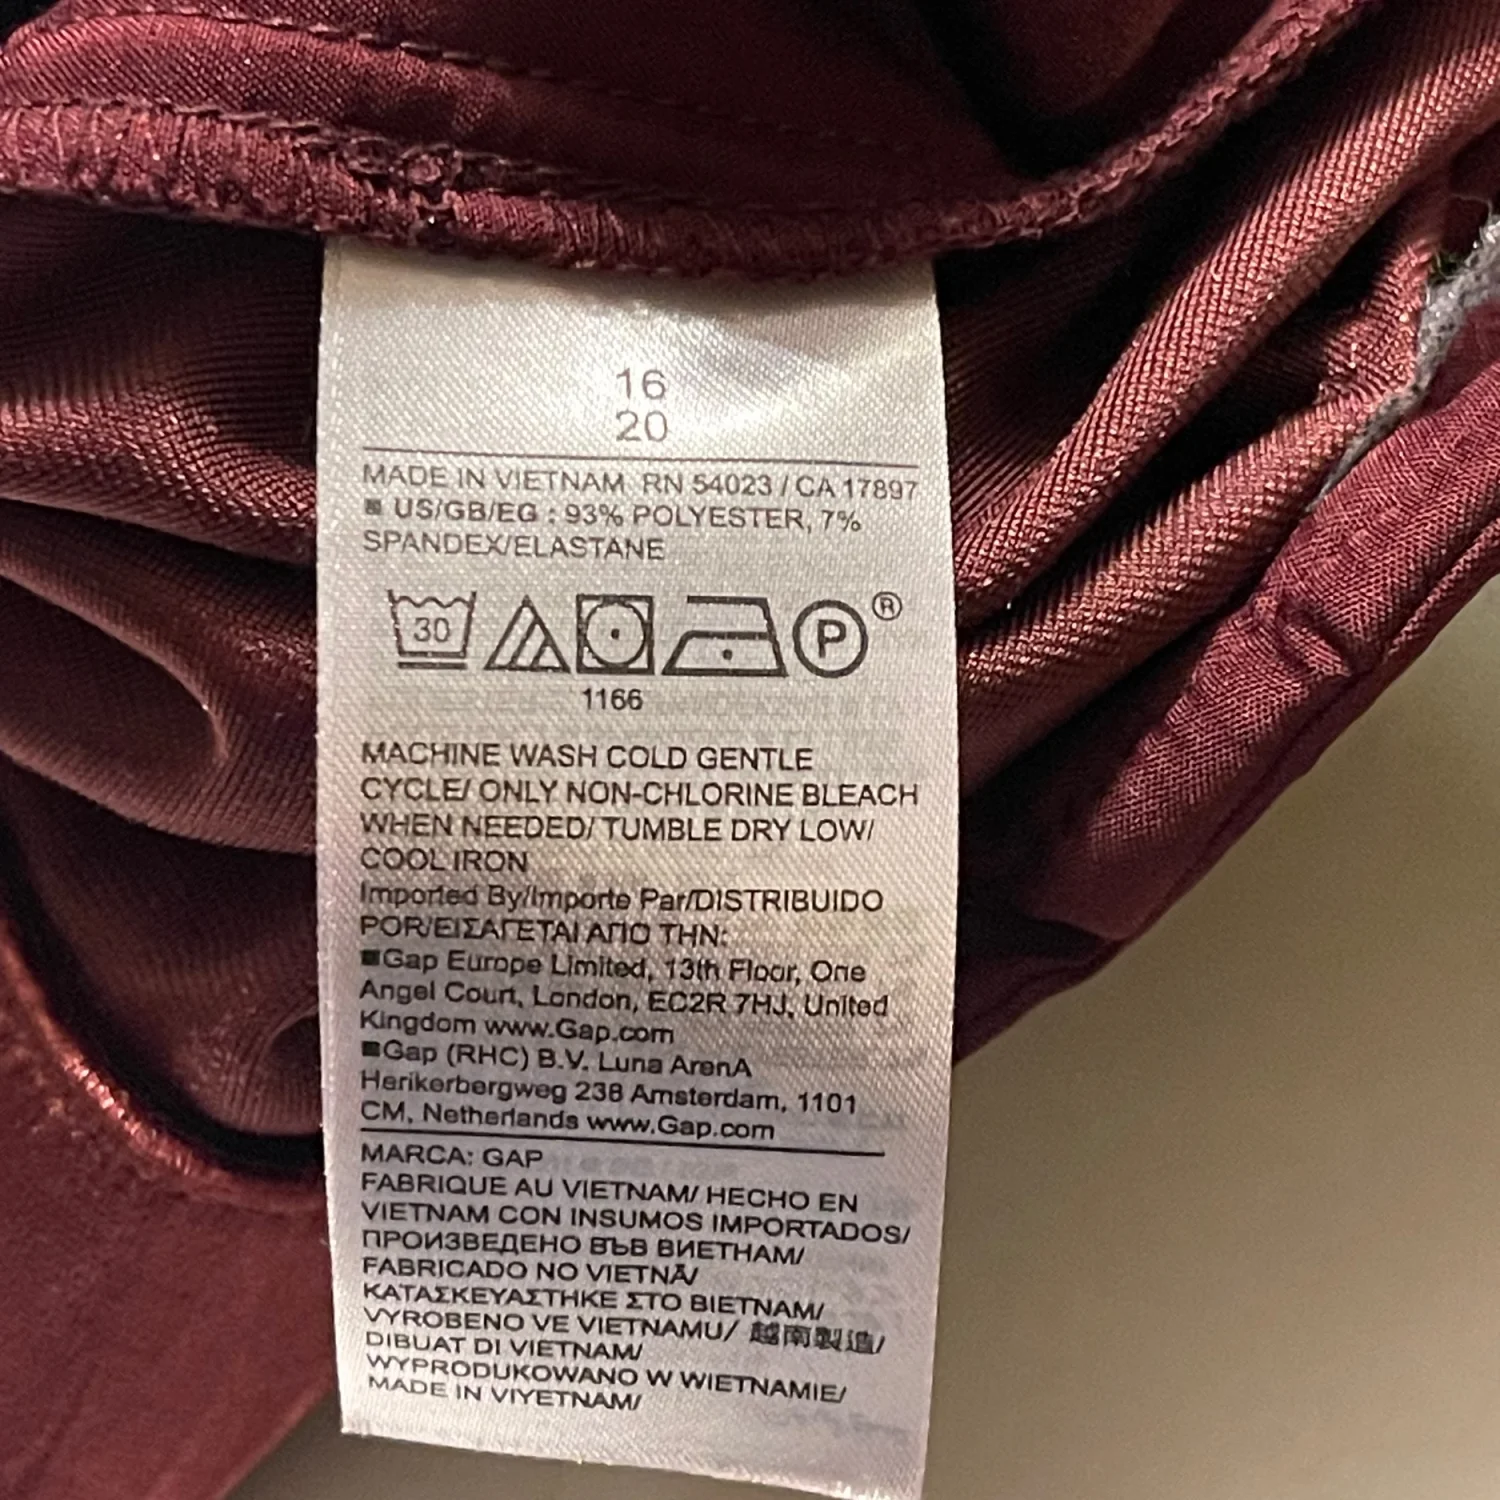 16
20
MADE IN VIETNAM RN 54023 / CA 17897
US/GB/EG : 93% POLYESTER, 7%
SPANDEX/ELASTANE
30
P ®
1166
MACHINE WASH COLD GENTLE
CYCLE/ ONLY NON-CHLORINE BLEACH
WHEN NEEDED/ TUMBLE DRY LOW/
COOL IRON
Imported By/Importe Par/DISTRIBUIDO
POR/ΕΙΣΑΓΕΤΑΙ ΑΠΟ ΤΗΝ:
Gap Europe Limited, 13th Floor, One
Angel Court, London, EC2R 7HJ, United
Kingdom www.Gap.com
Gap (RHC) B.V. Luna ArenA
Herikerbergweg 238 Amsterdam, 1101
CM, Netherlands www.Gap.com
MARCA: GAP
FABRIQUE AU VIETNAM/ HECHO EN
VIETNAM CON INSUMOS IMPORTADOS/
ПРОИЗВЕДЕНО ВЪВ ВИЕТНАМ/
FABRICADO NO VIETNÃ/
ΚΑΤΑΣΚΕΥΑΣΤΗΚΕ ΣΤΟ ΒΙΕΤΝΑΜ/
VYROBENO VE VIETNAMU/ 越南製造/
DIBUAT DI VIETNAM/
WYPRODUKOWANO W WIETNAMIE/
MADE IN VIYETNAM/